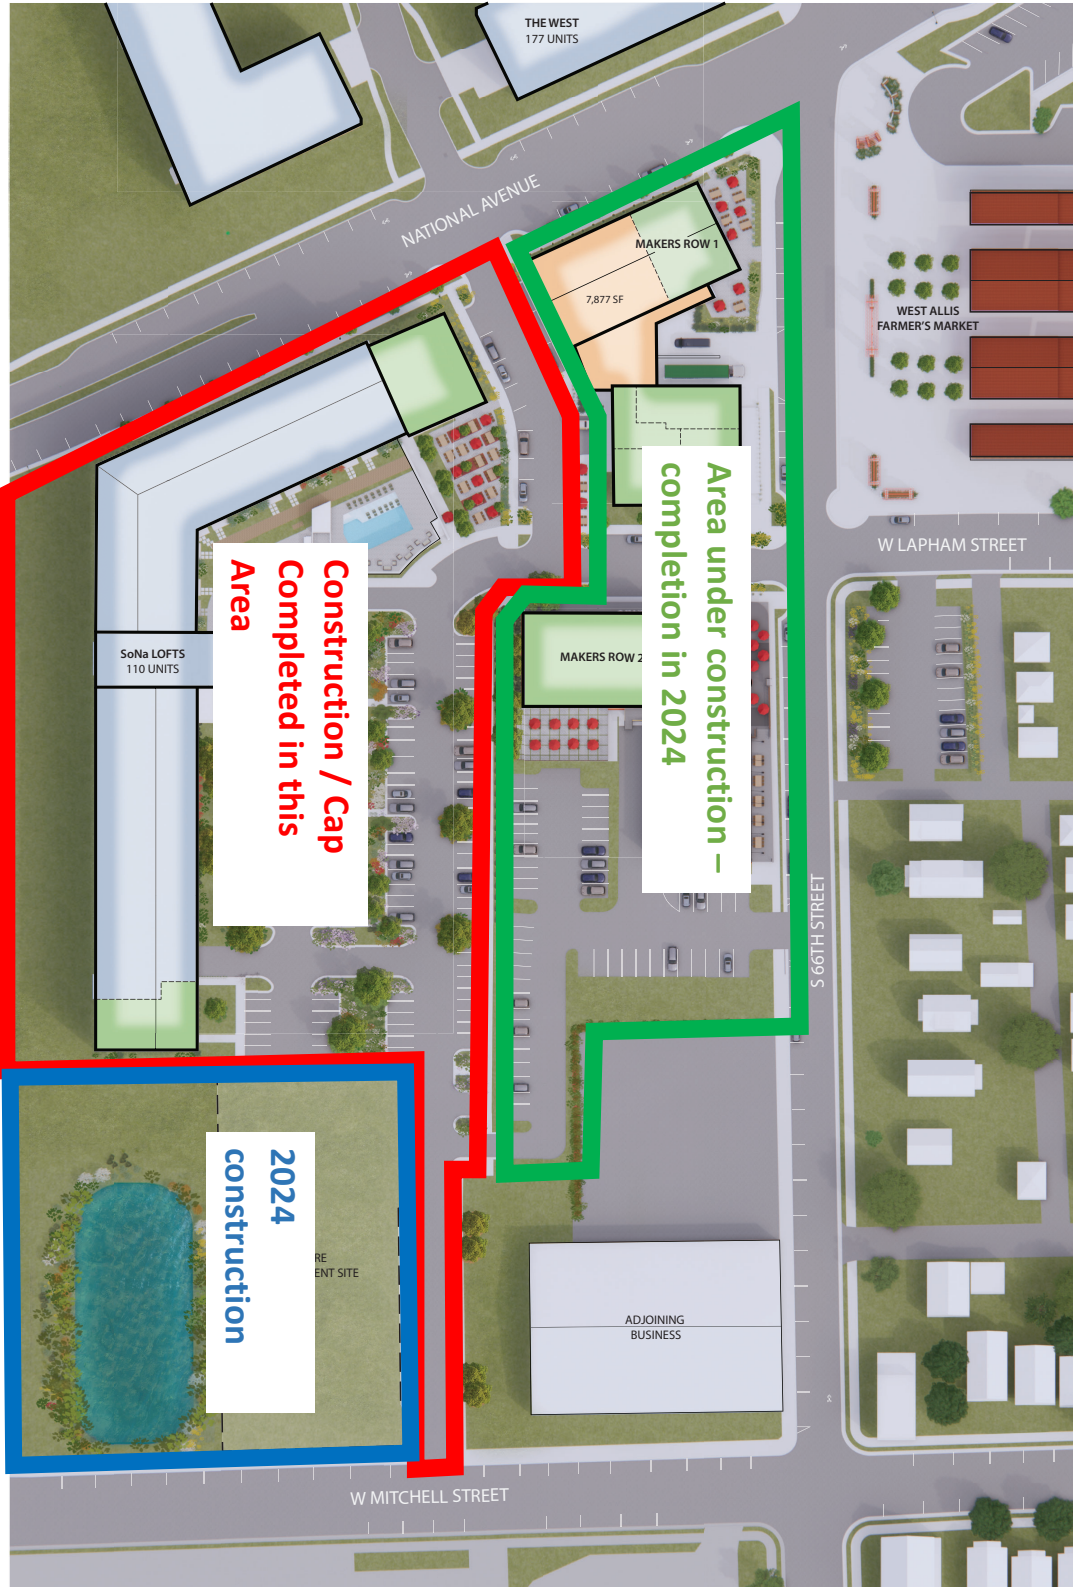 THE WEST
177 UNITS
NATIONAL AVENUE
MAKERS ROW 1
7,877 SF
WEST ALLIS
FARMER'S MARKET
W LAPHAM STREET
Area under construction –
completion in 2024
Construction / Cap
Completed in this
Area
SoNa LOFTS
110 UNITS
MAKERS ROW 2
S 66TH STREET
2024
construction
RE
ENT SITE
ADJOINING
BUSINESS
W MITCHELL STREET